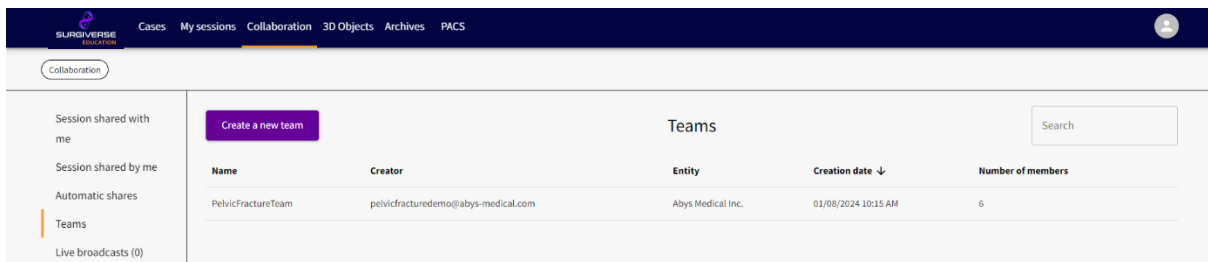 SURGIVERSE
EDUCATION
Cases My sessions Collaboration 3D Objects Archives PACS
Collaboration
Session shared with
me
Session shared by me
Automatic shares
Teams
Live broadcasts (0)
Create a new team
Teams
Search
Name Creator Entity Creation date ↓ Number of members
PelvicFractureTeam pelvicfracturedemo@abys-medical.com Abys Medical Inc. 01/08/2024 10:15 AM 6